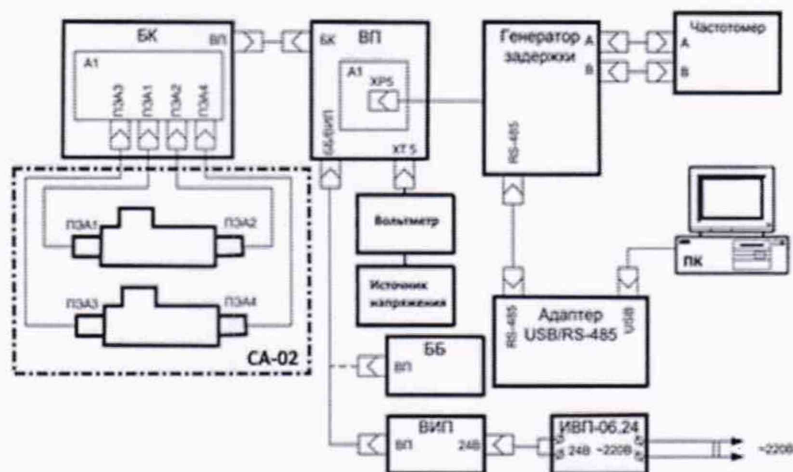 БК
ВП
А1
ПЭА3
ПЭА1
ПЭА2
ПЭА4
ПЭА1
ПЭА2
ПЭА3
ПЭА4
СА-02
БК
ВП
А1
XP5
ББ/ВИП
XT 5
Вольтметр
Источник
напряжения
Генератор
задержки
А
В
RS-485
Частотомер
А
В
ПК
RS-485
USB
Адаптер
USB/RS-485
ББ
ВП
ВИП
ВП
24В
ИВП-06.24
24В
~220В
~220В